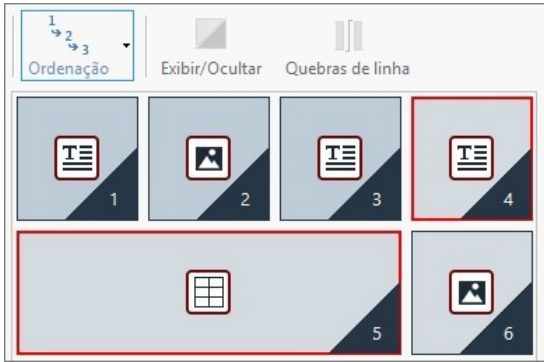 1
2
3
Ordenação
Exibir/Ocultar
Quebras de linha
T
1
2
T
3
T
4
5
6